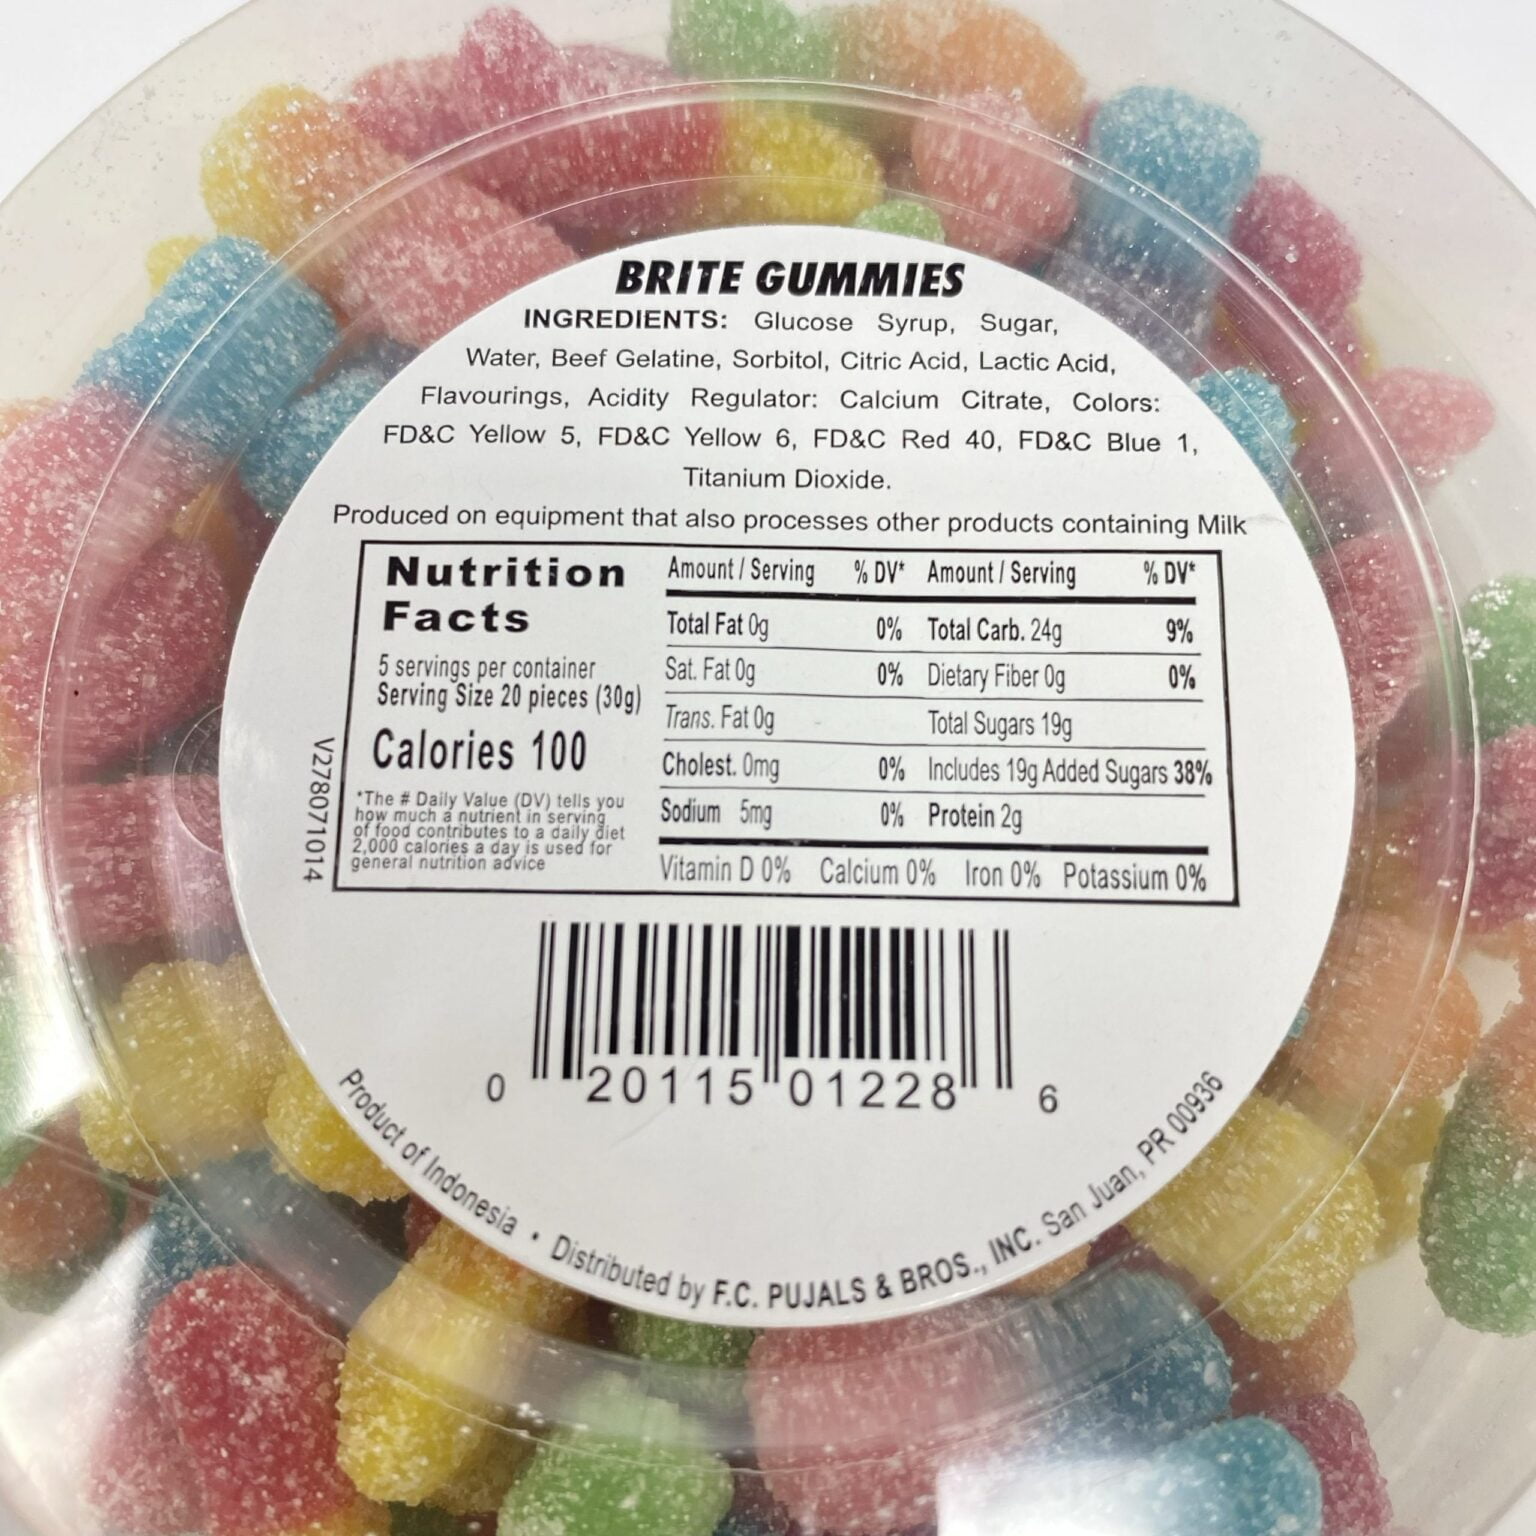 BRITE GUMMIES
INGREDIENTS: Glucose Syrup, Sugar,
Water, Beef Gelatine, Sorbitol, Citric Acid, Lactic Acid,
Flavourings, Acidity Regulator: Calcium Citrate, Colors:
FD&C Yellow 5, FD&C Yellow 6, FD&C Red 40, FD&C Blue 1,
Titanium Dioxide.
Produced on equipment that also processes other products containing Milk
Nutrition
Facts
5 servings per container
Serving Size 20 pieces (30g)
Calories 100
*The # Daily Value (DV) tells you
how much a nutrient in serving
of food contributes to a daily diet
2,000 calories a day is used for
general nutrition advice
Amount / Serving % DV* Amount / Serving % DV*
Total Fat 0g 0% Total Carb. 24g 9%
Sat. Fat 0g 0% Dietary Fiber 0g 0%
Trans. Fat 0g Total Sugars 19g
Cholest. 0mg 0% Includes 19g Added Sugars 38%
Sodium 5mg 0% Protein 2g
Vitamin D 0% Calcium 0% Iron 0% Potassium 0%
V278071014
0 20115 01228 6
Product of Indonesia • Distributed by F.C. PUJALS & BROS., INC. San Juan, PR 00936